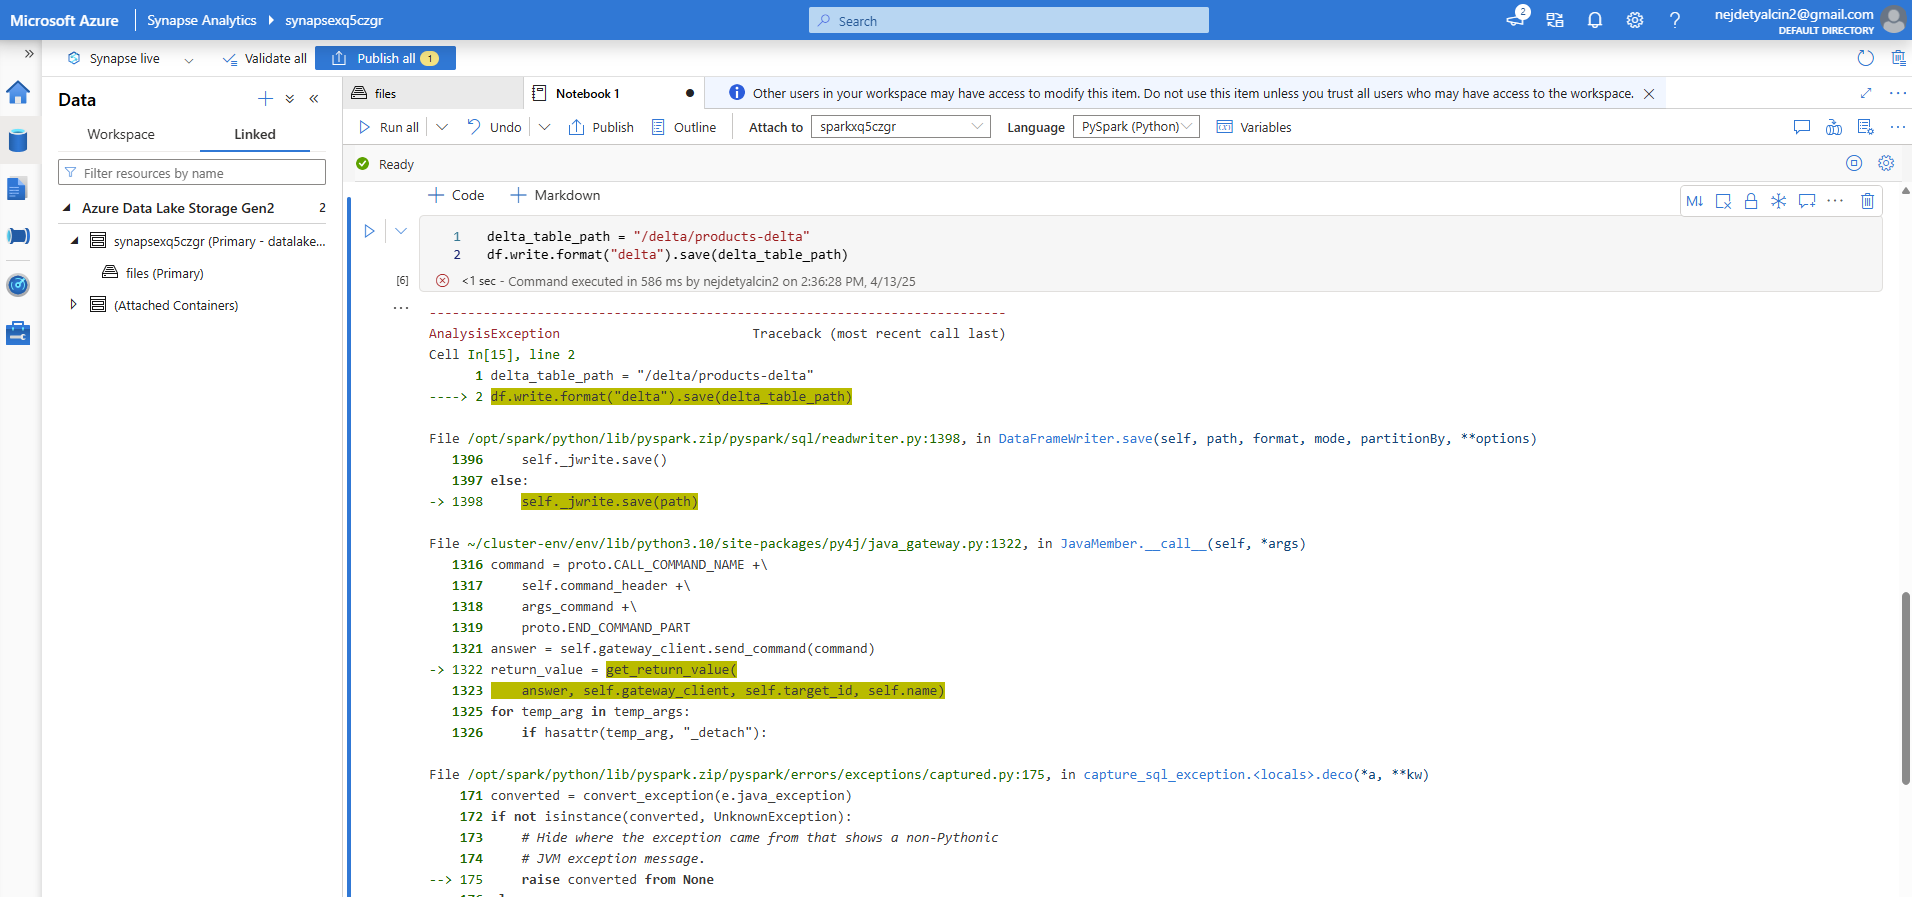 Microsoft Azure
Synapse Analytics
synapsexq5czgr
Search
2
nejdetyalcin2@gmail.com
DEFAULT DIRECTORY
Synapse live
Validate all
Publish all 1
Data
Workspace
Linked
Filter resources by name
Azure Data Lake Storage Gen2 2
synapsexq5czgr (Primary - datalake...
files (Primary)
(Attached Containers)
files
Notebook 1
Other users in your workspace may have access to modify this item. Do not use this item unless you trust all users who may have access to the workspace.
Run all
Undo
Publish
Outline
Attach to
sparkxq5czgr
Language
PySpark (Python)
Variables
Ready
+ Code
+ Markdown
M↓
1 delta_table_path = "/delta/products-delta"
2 df.write.format("delta").save(delta_table_path)
[6] <1 sec - Command executed in 586 ms by nejdetyalcin2 on 2:36:28 PM, 4/13/25
---------------------------------------------------------------------------
AnalysisException                         Traceback (most recent call last)
Cell In[15], line 2
      1 delta_table_path = "/delta/products-delta"
----> 2 df.write.format("delta").save(delta_table_path)
File /opt/spark/python/lib/pyspark.zip/pyspark/sql/readwriter.py:1398, in DataFrameWriter.save(self, path, format, mode, partitionBy, **options)
   1396     self._jwrite.save()
   1397 else:
-> 1398     self._jwrite.save(path)
File ~/cluster-env/env/lib/python3.10/site-packages/py4j/java_gateway.py:1322, in JavaMember.__call__(self, *args)
   1316 command = proto.CALL_COMMAND_NAME +\
   1317     self.command_header +\
   1318     args_command +\
   1319     proto.END_COMMAND_PART
   1321 answer = self.gateway_client.send_command(command)
-> 1322 return_value = get_return_value(
   1323     answer, self.gateway_client, self.target_id, self.name)
   1325 for temp_arg in temp_args:
   1326     if hasattr(temp_arg, "_detach"):
File /opt/spark/python/lib/pyspark.zip/pyspark/errors/exceptions/captured.py:175, in capture_sql_exception.<locals>.deco(*a, **kw)
    171 converted = convert_exception(e.java_exception)
    172 if not isinstance(converted, UnknownException):
    173     # Hide where the exception came from that shows a non-Pythonic
    174     # JVM exception message.
--> 175     raise converted from None